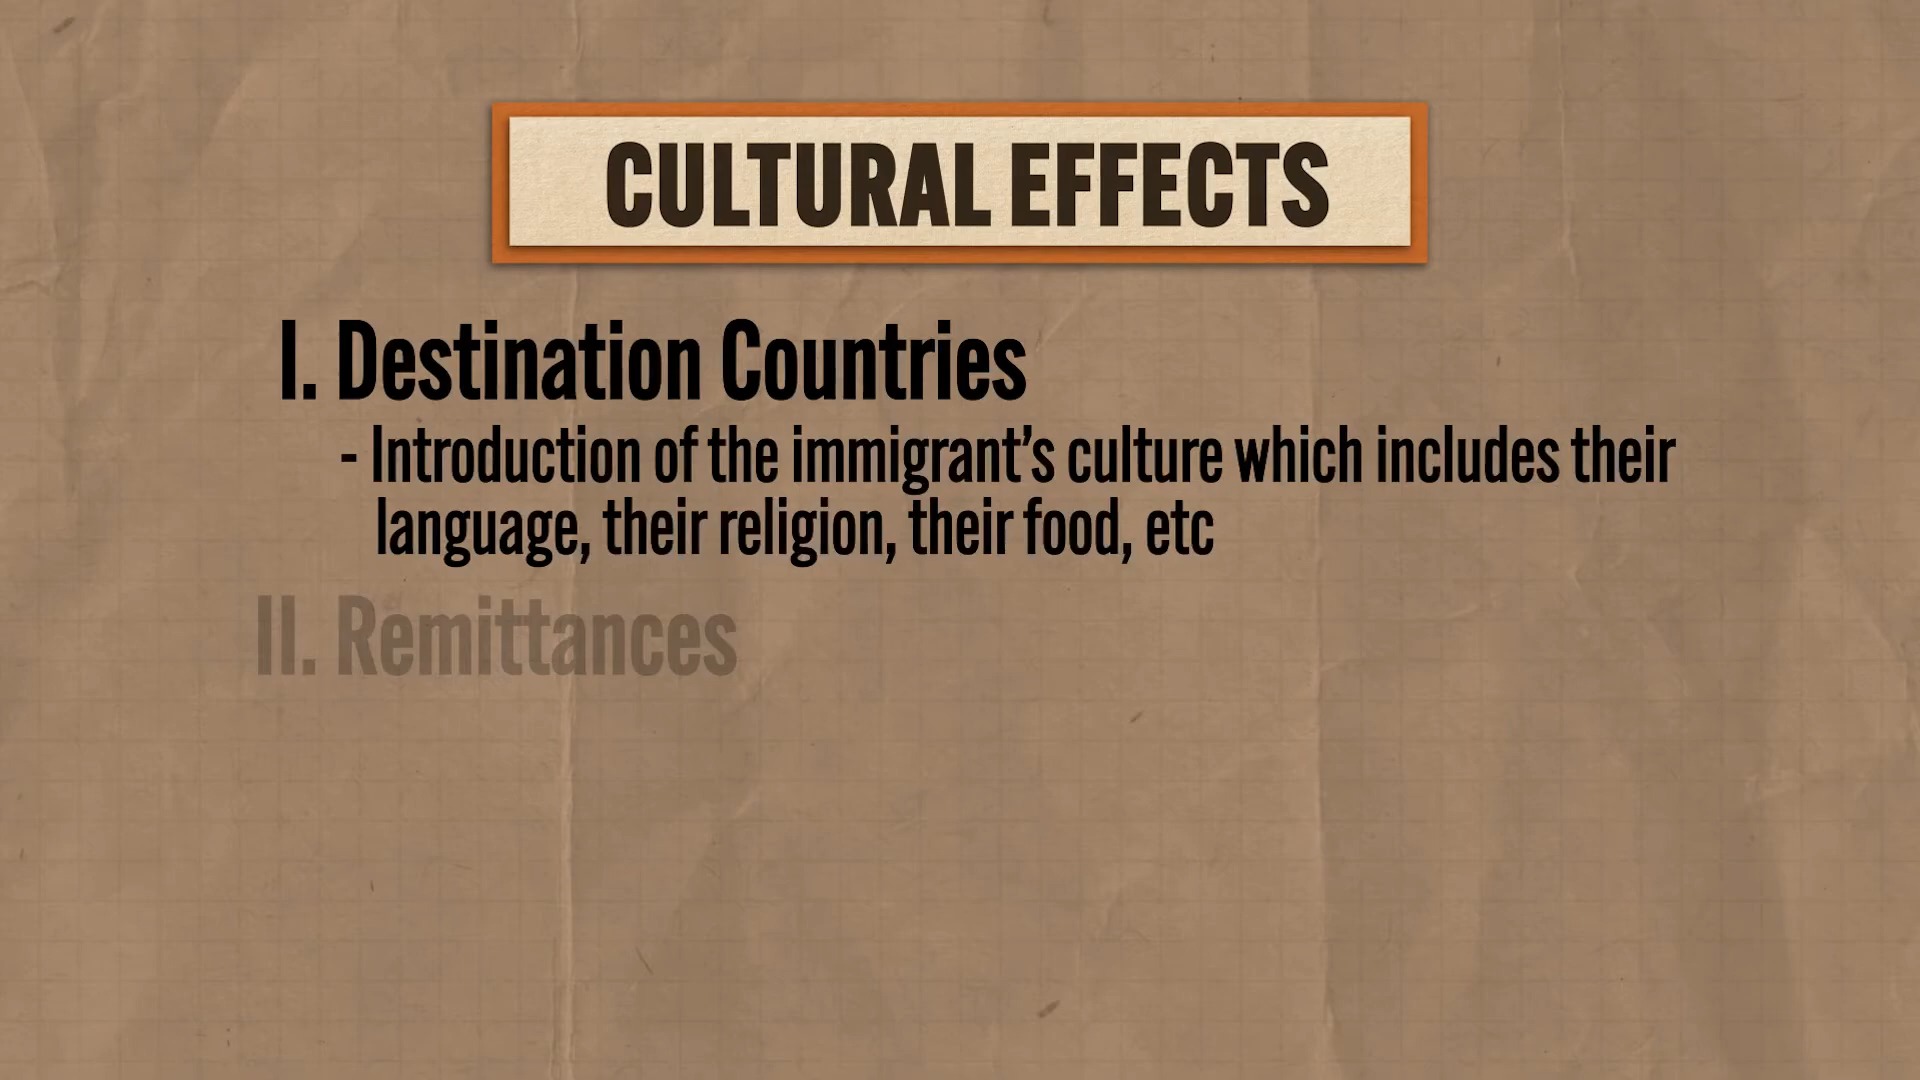 CULTURAL EFFECTS
I. Destination Countries
- Introduction of the immigrant’s culture which includes their
language, their religion, their food, etc
II. Remittances